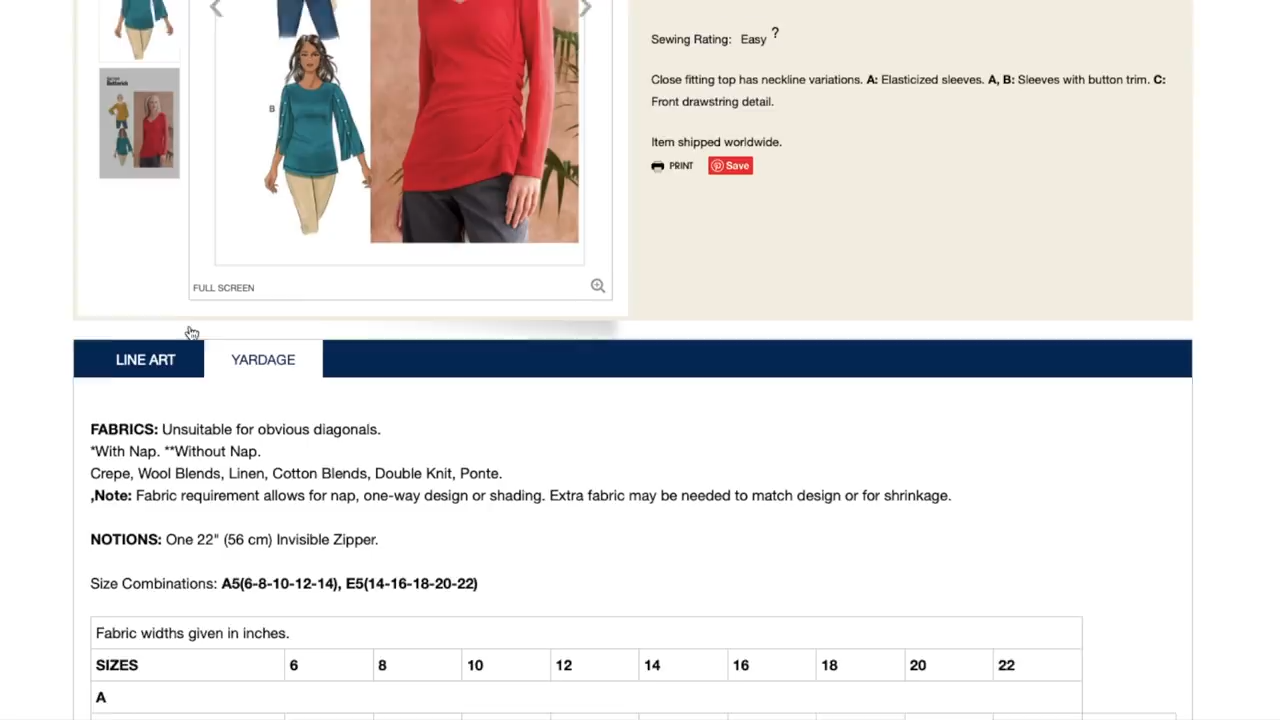 Sewing Rating: Easy ?
Close fitting top has neckline variations. A: Elasticized sleeves. A, B: Sleeves with button trim. C:
Front drawstring detail.
Item shipped worldwide.
PRINT Save
Butterick
B
FULL SCREEN
LINE ART YARDAGE
FABRICS: Unsuitable for obvious diagonals.
*With Nap. **Without Nap.
Crepe, Wool Blends, Linen, Cotton Blends, Double Knit, Ponte.
,Note: Fabric requirement allows for nap, one-way design or shading. Extra fabric may be needed to match design or for shrinkage.
NOTIONS: One 22" (56 cm) Invisible Zipper.
Size Combinations: A5(6-8-10-12-14), E5(14-16-18-20-22)
Fabric widths given in inches.
SIZES 6 8 10 12 14 16 18 20 22
A